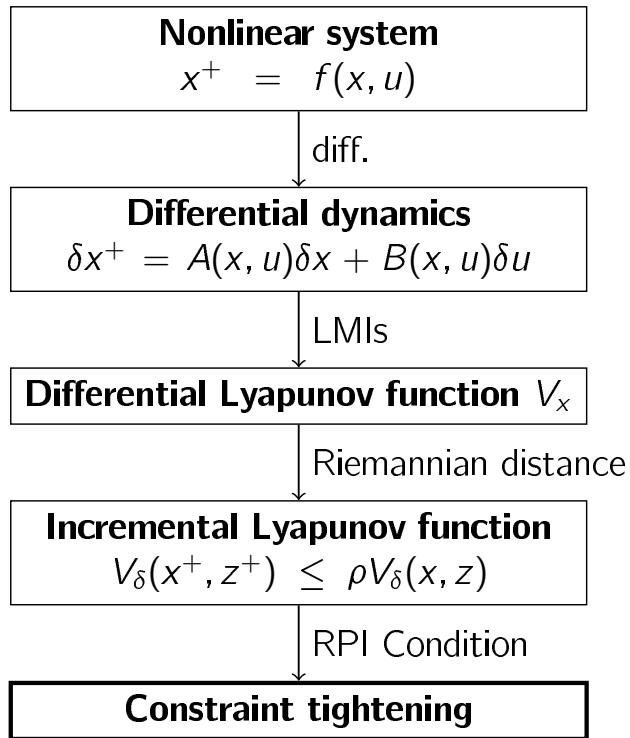 Nonlinear system
x⁺ = f(x, u)
diff.
Differential dynamics
δx⁺ = A(x, u)δx + B(x, u)δu
LMIs
Differential Lyapunov function Vₓ
Riemannian distance
Incremental Lyapunov function
V_δ(x⁺, z⁺) ≤ ρV_δ(x, z)
RPI Condition
Constraint tightening